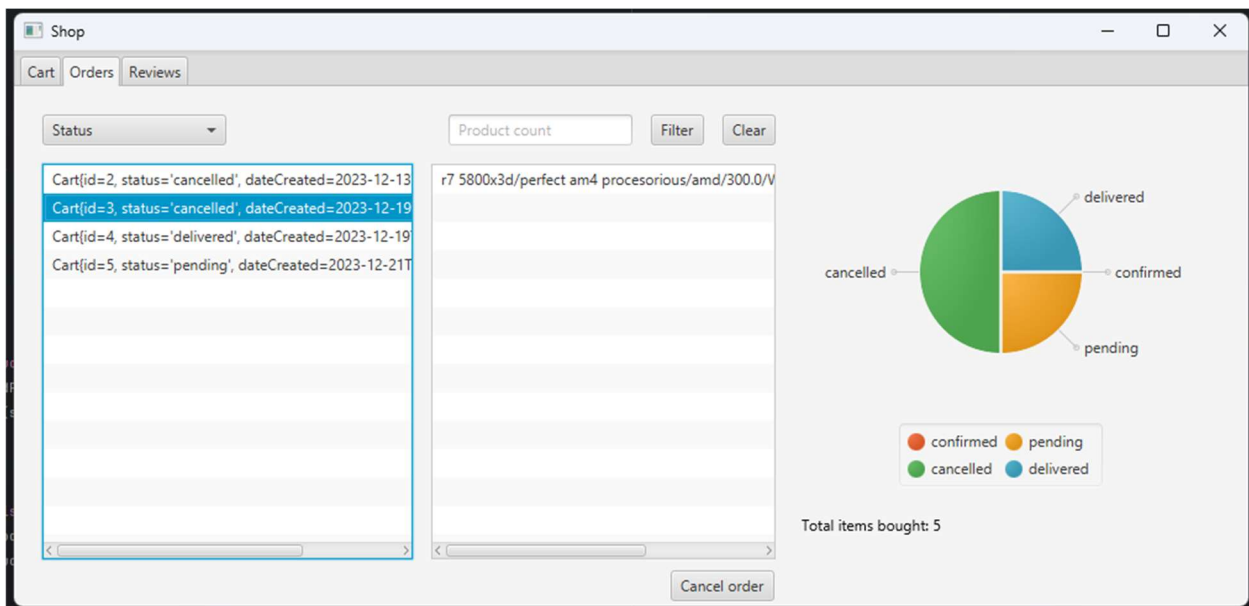 Shop
Cart Orders Reviews
Status
Product count
Filter
Clear
Cart{id=2, status='cancelled', dateCreated=2023-12-13
Cart{id=3, status='cancelled', dateCreated=2023-12-19
Cart{id=4, status='delivered', dateCreated=2023-12-19
Cart{id=5, status='pending', dateCreated=2023-12-21T
r7 5800x3d/perfect am4 procesorious/amd/300.0/
delivered
cancelled
confirmed
pending
confirmed pending
cancelled delivered
Total items bought: 5
Cancel order